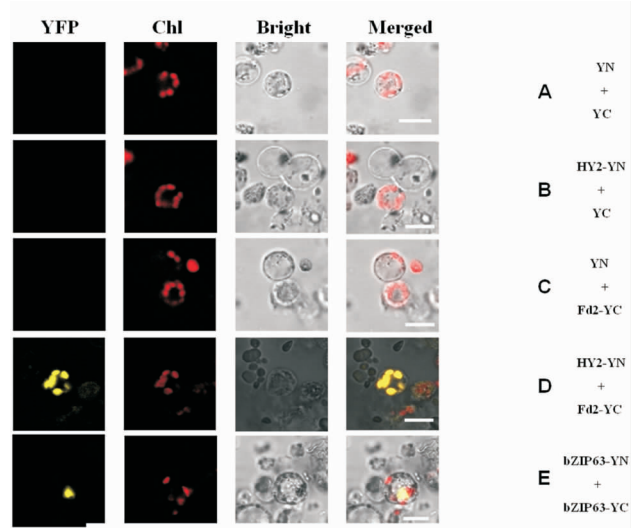 YFP Chl Bright Merged
A
YN
+
YC
B
HY2-YN
+
YC
C
YN
+
Fd2-YC
D
HY2-YN
+
Fd2-YC
E
bZIP63-YN
+
bZIP63-YC